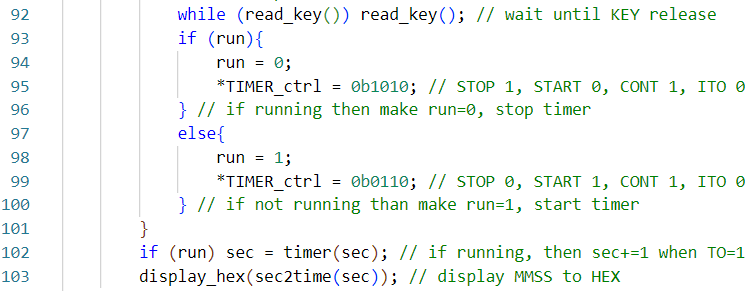 92 while (read_key()) read_key(); // wait until KEY release
93 if (run){
94 run = 0;
95 *TIMER_ctrl = 0b1010; // STOP 1, START 0, CONT 1, ITO 0
96 } // if running then make run=0, stop timer
97 else{
98 run = 1;
99 *TIMER_ctrl = 0b0110; // STOP 0, START 1, CONT 1, ITO 0
100 } // if not running than make run=1, start timer
101 }
102 if (run) sec = timer(sec); // if running, then sec+=1 when TO=1
103 display_hex(sec2time(sec)); // display MMSS to HEX